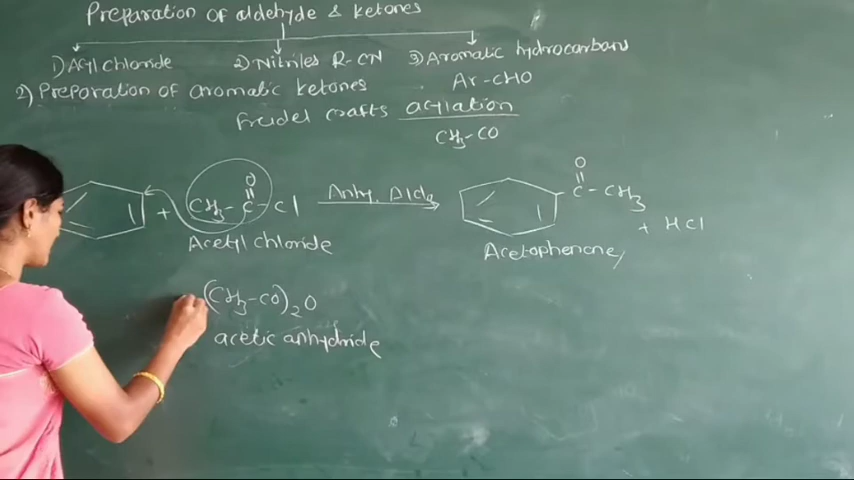 Preparation of aldehyde & ketones
1) Acyl chloride 2) Nitriles R-CN 3) Aromatic hydrocarbons
2) Preparation of aromatic ketones Ar-CHO
Freidel crafts acylation
CH3-CO
O
+ CH3-C-Cl Anhy. AlCl3 O
C-CH3
+ HCl
Acetyl chloride Acetophenone
(CH3-CO)2O
acetic anhydride